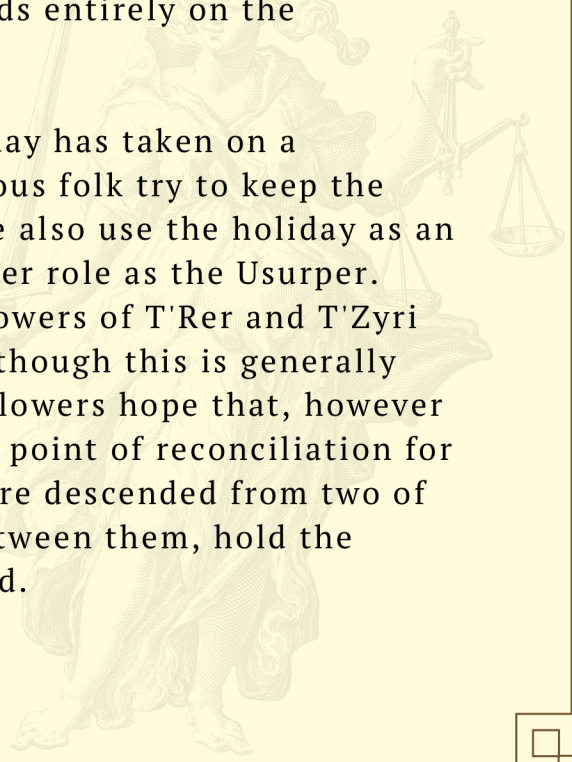 ds entirely on the
ay has taken on a
ous folk try to keep the
e also use the holiday as an
er role as the Usurper.
owers of T'Rer and T'Zyri
though this is generally
lowers hope that, however
point of reconciliation for
re descended from two of
tween them, hold the
d.